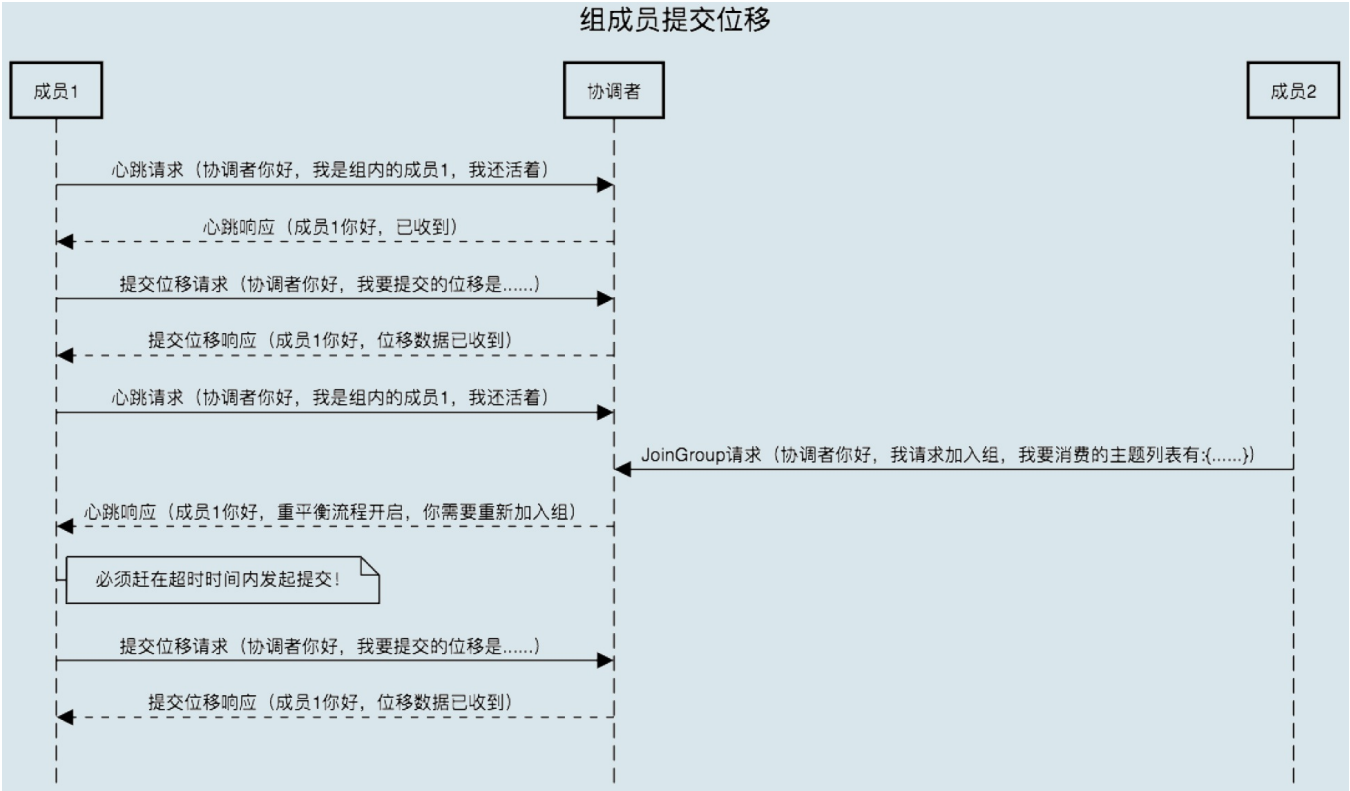 组成员提交位移
成员1
协调者
成员2
心跳请求（协调者你好，我是组内的成员1，我还活着）
心跳响应（成员1你好，已收到）
提交位移请求（协调者你好，我要提交的位移是......）
提交位移响应（成员1你好，位移数据已收到）
心跳请求（协调者你好，我是组内的成员1，我还活着）
JoinGroup请求（协调者你好，我请求加入组，我要消费的主题列表有:{......}）
心跳响应（成员1你好，重平衡流程开启，你需要重新加入组）
必须赶在超时时间内发起提交！
提交位移请求（协调者你好，我要提交的位移是......）
提交位移响应（成员1你好，位移数据已收到）